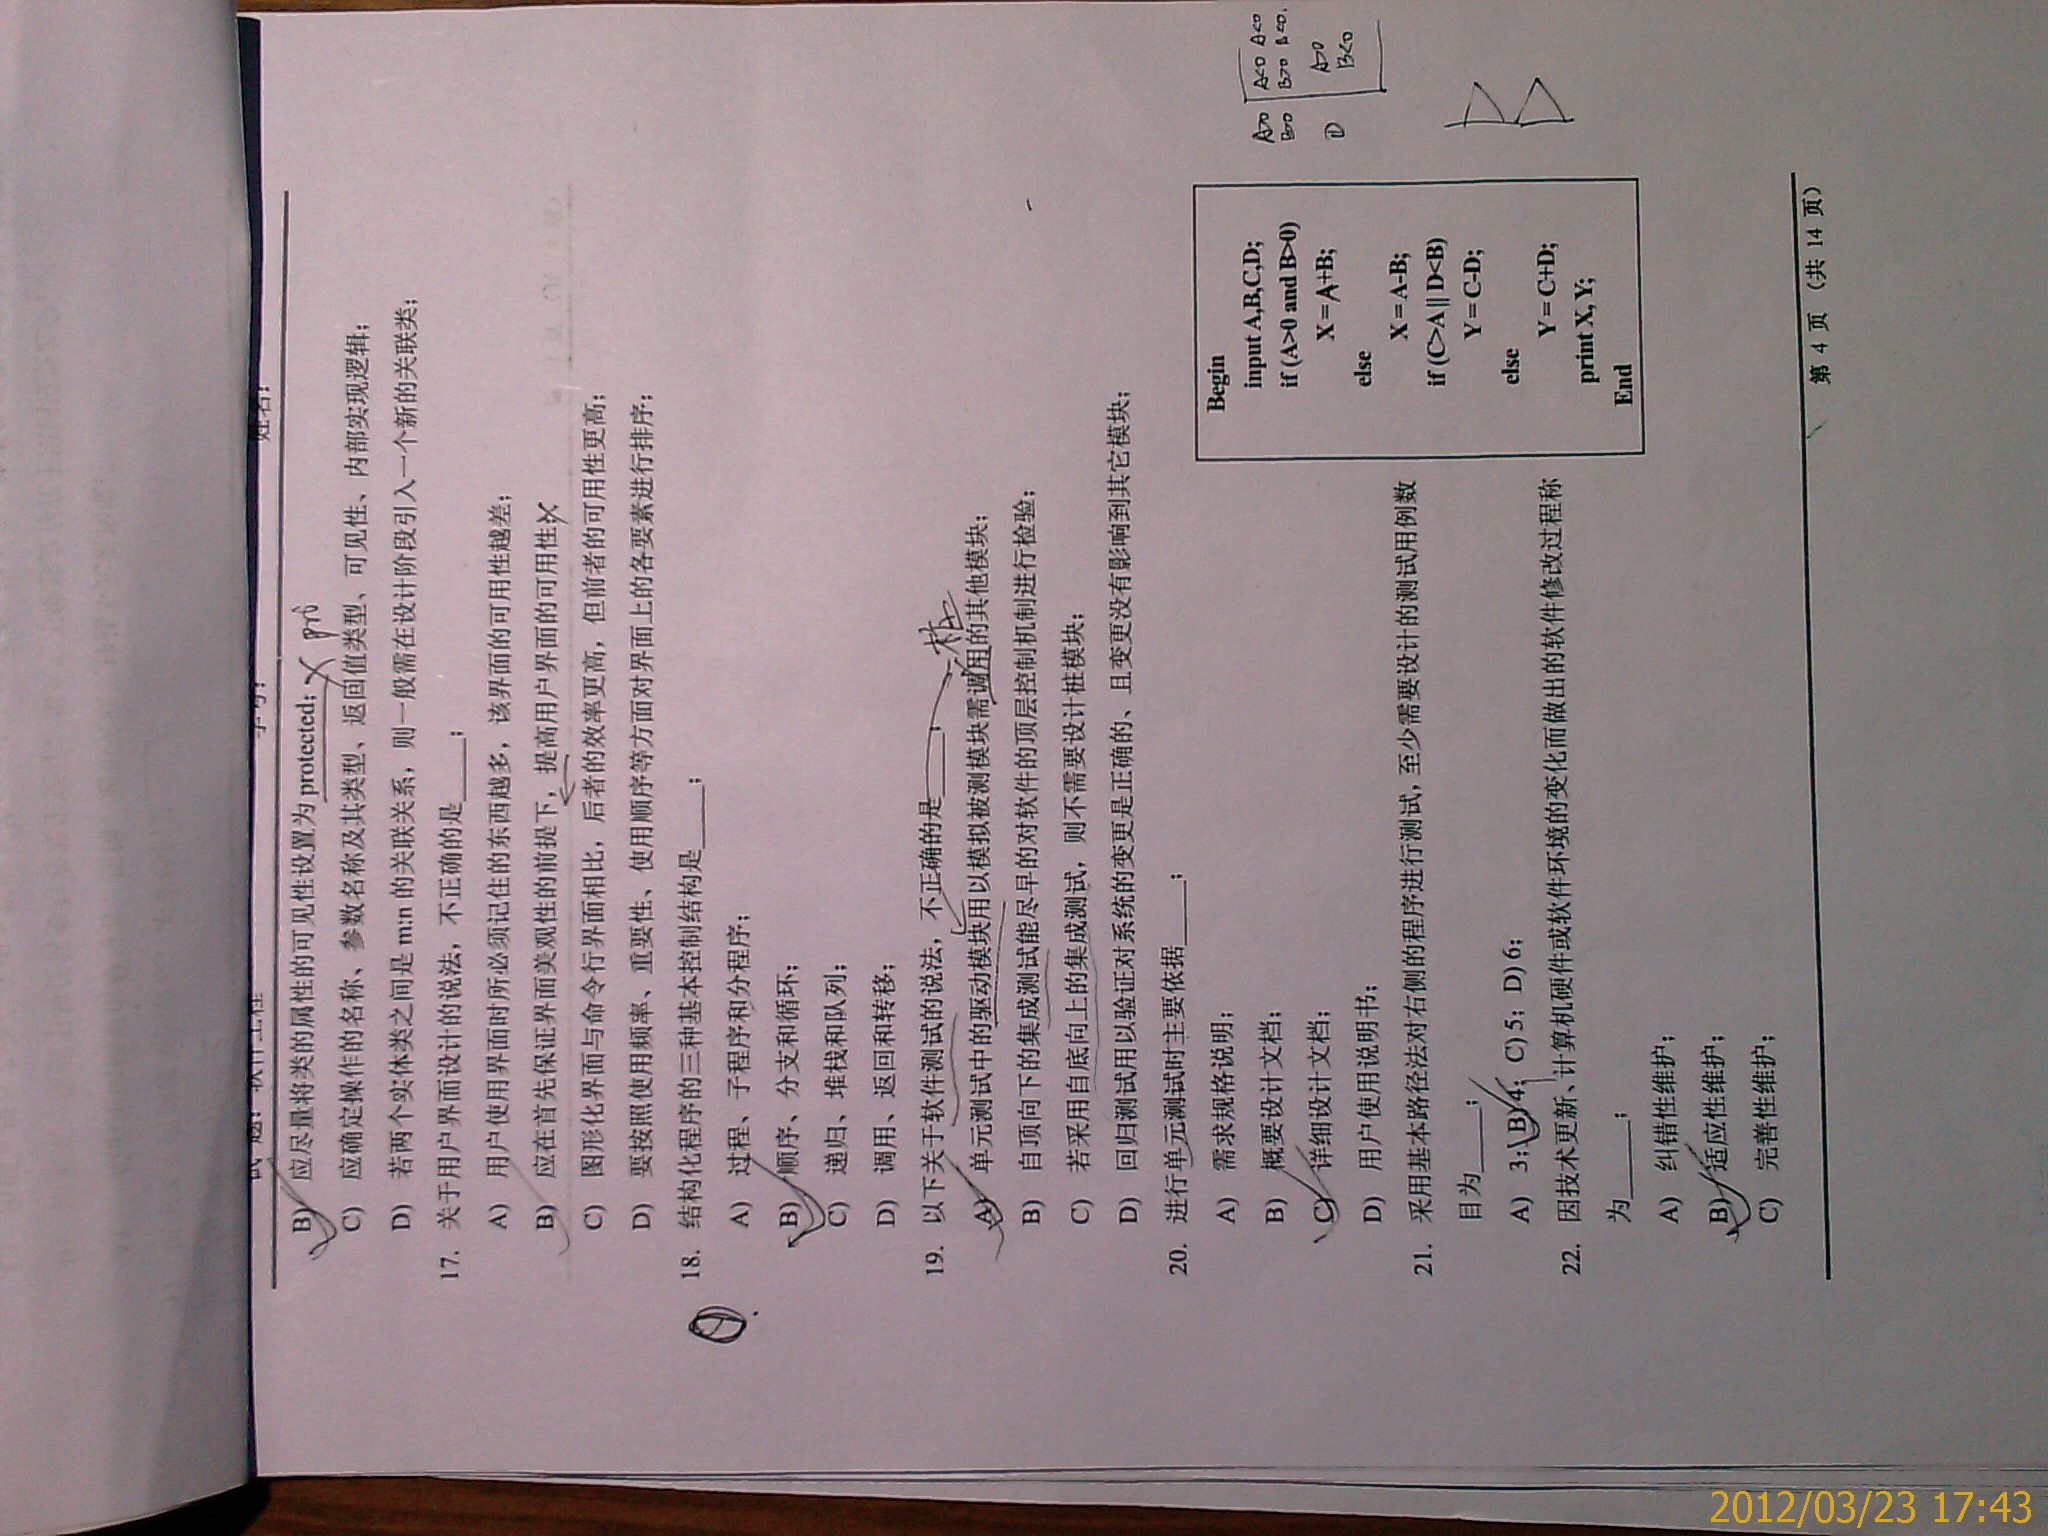 试 题：软件工程 学号： 姓名：
B) 应尽量将类的属性的可见性设置为 protected; X
C) 应确定操作的名称、参数名称及其类型、返回值类型、可见性、内部实现逻辑;
D) 若两个实体类之间是 m:n 的关联关系，则一般需在设计阶段引入一个新的关联类;
17. 关于用户界面设计的说法，不正确的是____;
A) 用户使用界面时所必须记住的东西越多，该界面的可用性越差;
B) 应在首先保证界面美观性的前提下，提高用户界面的可用性; X
C) 图形化界面与命令行界面相比，后者的效率更高，但前者的可用性更高;
D) 要按照使用频率、重要性、使用顺序等方面对界面上的各要素进行排序;
18. 结构化程序的三种基本控制结构是____;
A) 过程、子程序和分程序;
B) 顺序、分支和循环;
C) 递归、堆栈和队列;
D) 调用、返回和转移;
19. 以下关于软件测试的说法，不正确的是____;
桩
A) 单元测试中的驱动模块用以模拟被测模块需调用的其他模块;
B) 自顶向下的集成测试能尽早的对软件的顶层控制机制进行检验;
C) 若采用自底向上的集成测试，则不需要设计桩模块;
D) 回归测试用以验证对系统的变更是正确的、且变更没有影响到其它模块;
20. 进行单元测试时主要依据____;
A) 需求规格说明;
B) 概要设计文档;
C) 详细设计文档;
D) 用户使用说明书;
21. 采用基本路径法对右侧的程序进行测试，至少需要设计的测试用例数
目为____;
A) 3; B) 4; C) 5; D) 6;
22. 因技术更新、计算机硬件或软件环境的变化而做出的软件修改过程称
为____;
A) 纠错性维护;
B) 适应性维护;
C) 完善性维护;
Begin
input A,B,C,D;
if (A>0 and B>0)
X = A+B;
else
X = A-B;
if (C>A || D<B)
Y = C-D;
else
Y = C+D;
print X, Y;
End
A>0 A<0 A<0
B>0 B>0 B<0.
A>0
B<0
第 4 页（共 14 页）
2012/03/23 17:43